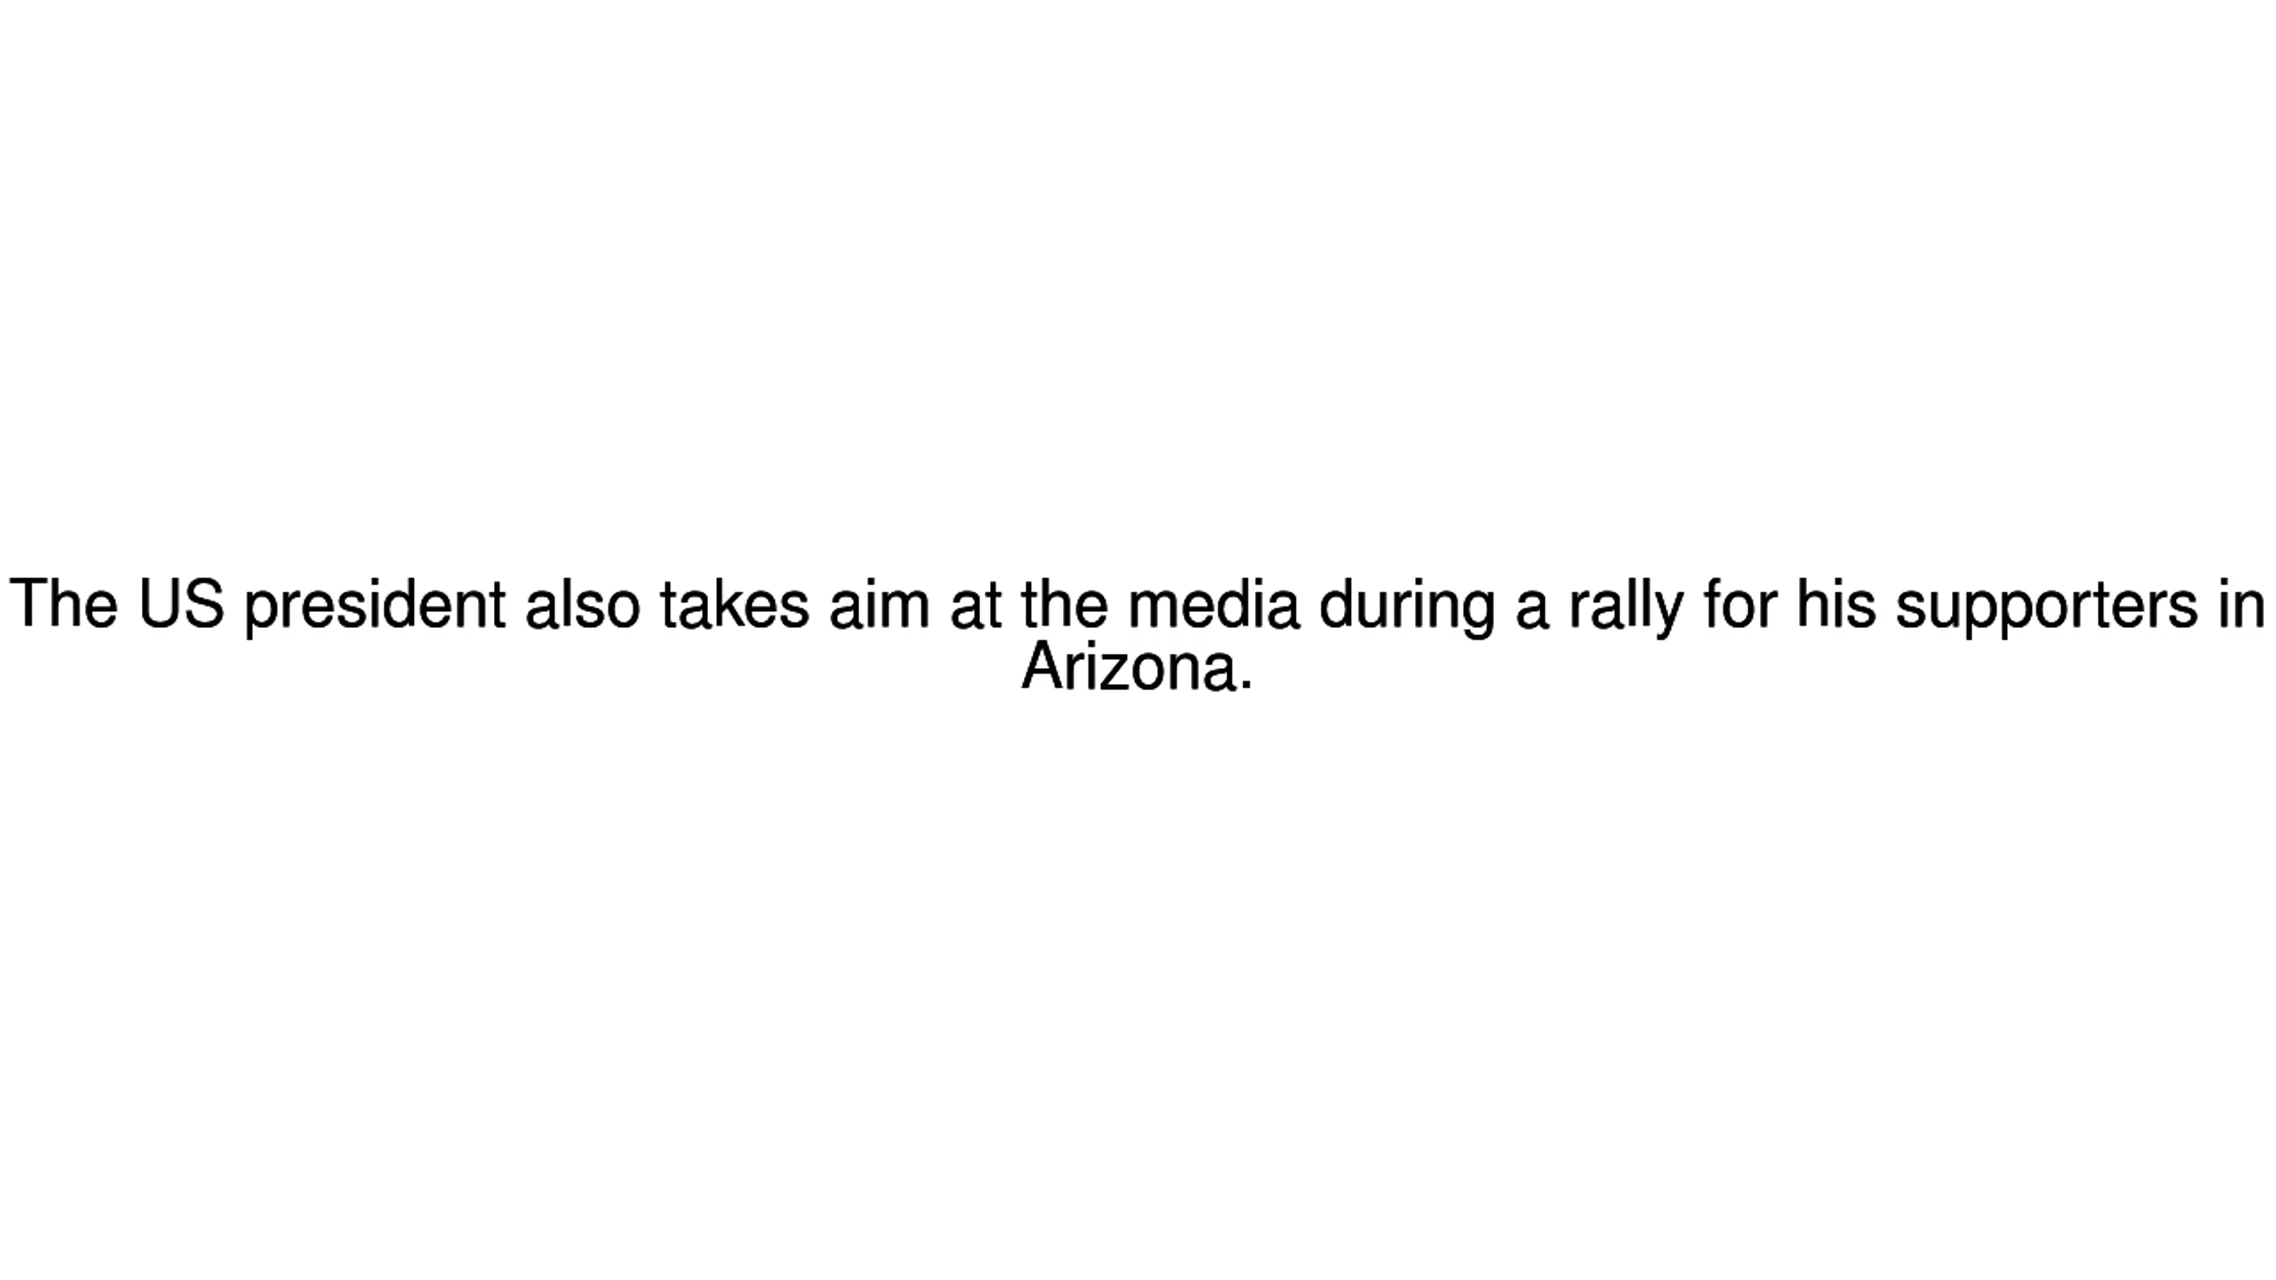 The US president also takes aim at the media during a rally for his supporters in
Arizona.